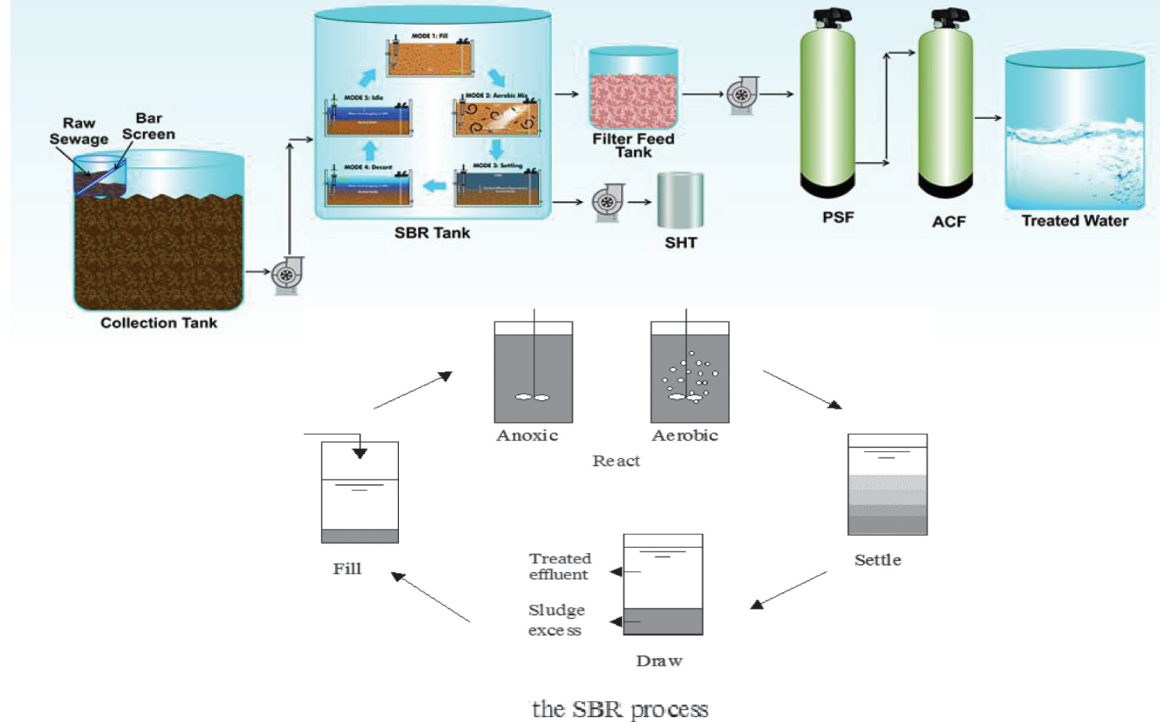 MODE 1: Fill
MODE 5: Idle
MODE 2: Aerobic Mix
MODE 4: Decant
MODE 3: Settling
Raw
Sewage
Bar
Screen
Collection Tank
SBR Tank
Filter Feed
Tank
SHT
PSF
ACF
Treated Water
Anoxic
Aerobic
React
Fill
Settle
Treated
effluent
Sludge
excess
Draw
the SBR process